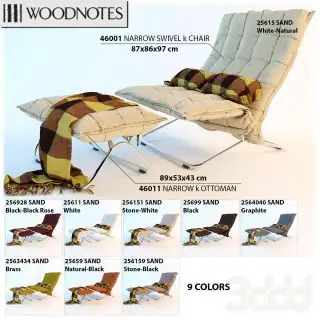 WOODNOTES
46001 NARROW SWIVEL k CHAIR
87x86x97 cm
25615 SAND
White-Natural
89x53x43 cm
46011 NARROW k OTTOMAN
256928 SAND
Black-Black Rose
25611 SAND
White
256151 SAND
Stone-White
25699 SAND
Black
2564040 SAND
Graphite
2563434 SAND
Brass
25659 SAND
Natural-Black
256159 SAND
Stone-Black
9 COLORS
3ddd